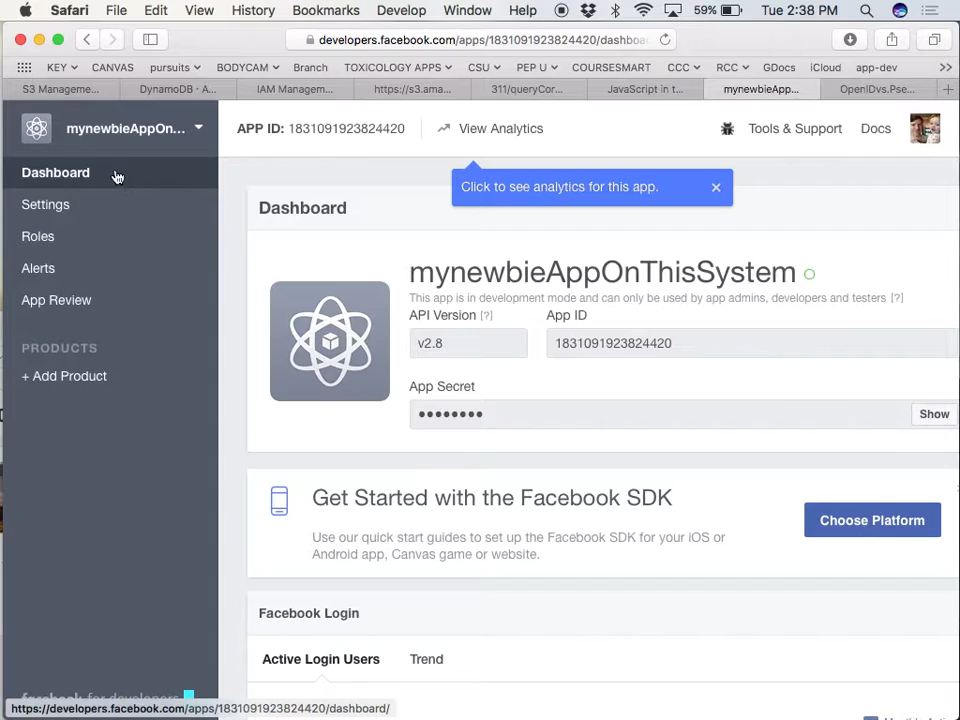 Safari File Edit View History Bookmarks Develop Window Help 59% Tue 2:38 PM
developers.facebook.com/apps/1831091923824420/dashboa
KEY CANVAS pursuits BODYCAM Branch TOXICOLOGY APPS CSU PEP U COURSESMART CCC RCC GDocs iCloud app-dev >>
S3 Manageme... DynamoDB · A... IAM Managem... https://s3.ama... 311/queryCor... JavaScript in t... mynewbieApp... OpenIDvs.Pse... +
mynewbieAppOn... APP ID: 1831091923824420 View Analytics Tools & Support Docs
Dashboard
Click to see analytics for this app. ×
Settings
Dashboard
Roles
Alerts
App Review
PRODUCTS
+ Add Product
mynewbieAppOnThisSystem
This app is in development mode and can only be used by app admins, developers and testers [?]
API Version [?] App ID
v2.8 1831091923824420
App Secret
•••••••• Show
Get Started with the Facebook SDK
Use our quick start guides to set up the Facebook SDK for your iOS or
Android app, Canvas game or website.
Choose Platform
Facebook Login
Active Login Users Trend
facebook for developers
https://developers.facebook.com/apps/1831091923824420/dashboard/